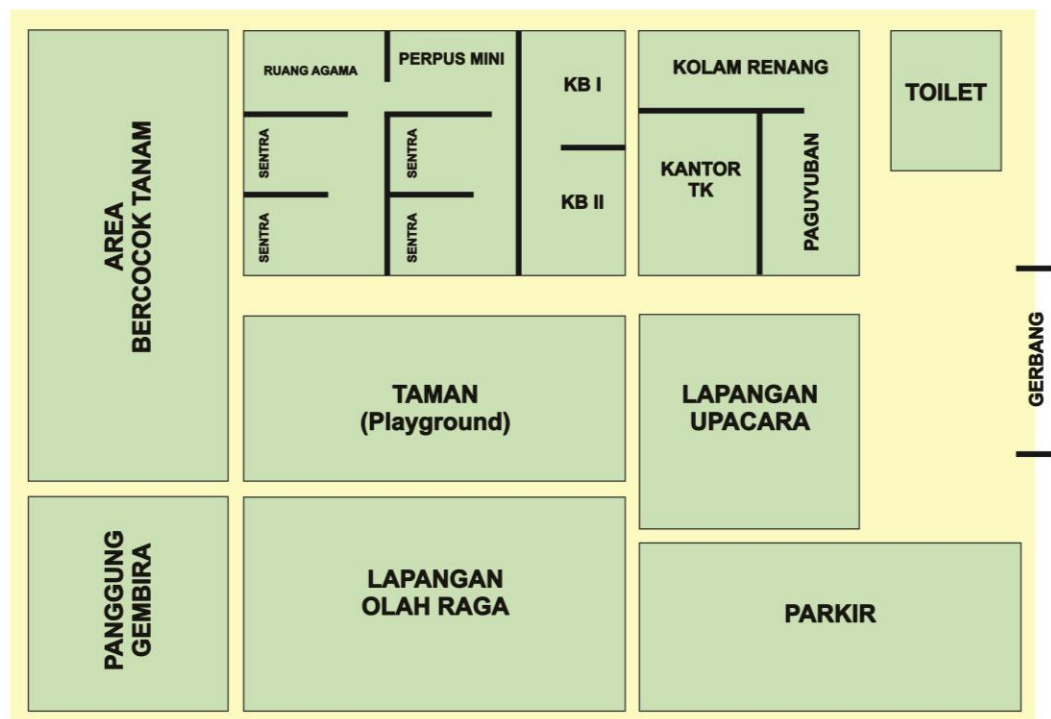 AREA
BERCOCOK TANAM
RUANG AGAMA
PERPUS MINI
SENTRA
SENTRA
SENTRA
SENTRA
KB I
KB II
KOLAM RENANG
KANTOR
TK
PAGUYUBAN
TOILET
GERBANG
TAMAN
(Playground)
LAPANGAN
UPACARA
PANGGUNG
GEMBIRA
LAPANGAN
OLAH RAGA
PARKIR